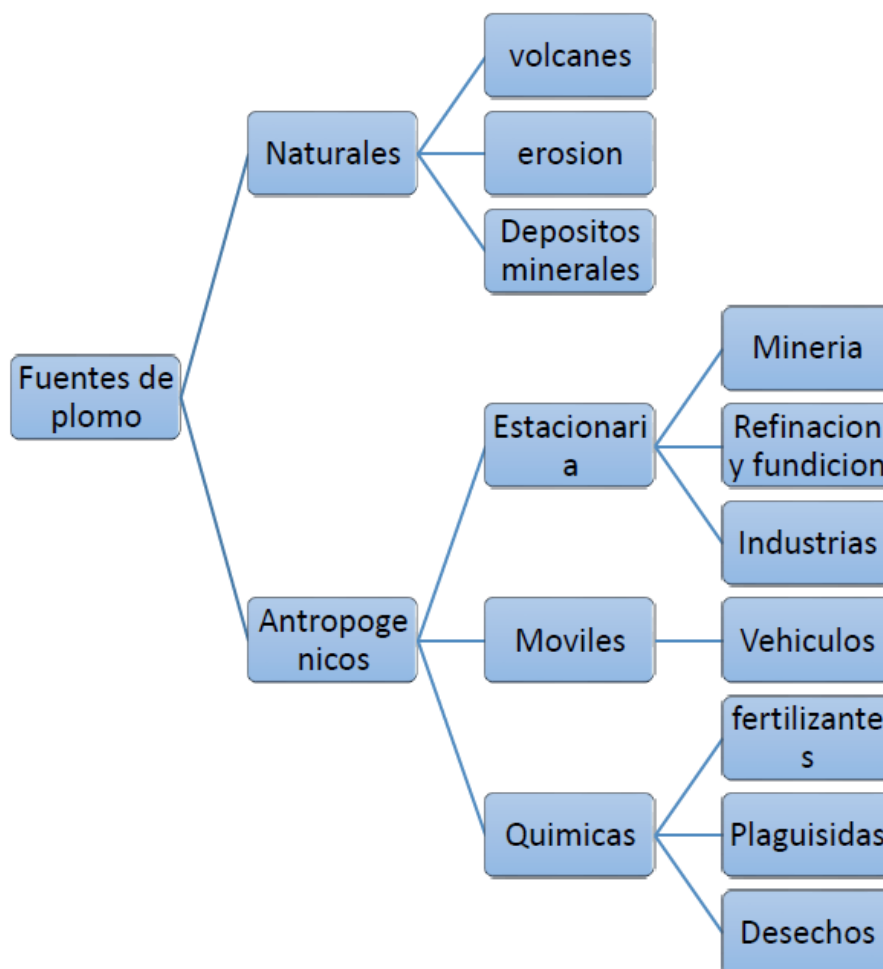 volcanes
Naturales
erosion
Depositos
minerales
Fuentes de
plomo
Mineria
Estacionari
a
Refinacion
y fundicion
Industrias
Antropoge
nicos
Moviles
Vehiculos
fertilizante
s
Quimicas
Plaguisidas
Desechos